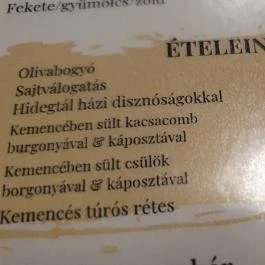 Fekete/gyümölcs/zöld
ÉTELEIN
Olivabogyó
Sajtválogatás
Hidegtál házi disznóságokkal
Kemencében sült kacsacomb
burgonyával & káposztával
Kemencében sült csülök
borgonyával & káposztával
Kemencés túrós rétes